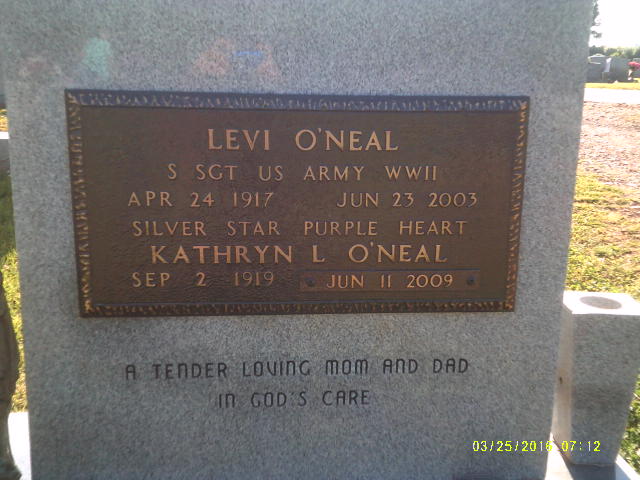 LEVI O'NEAL
S SGT US ARMY WWII
APR 24 1917 JUN 23 2003
SILVER STAR PURPLE HEART
KATHRYN L O'NEAL
SEP 2 1919 JUN 11 2009
A TENDER LOVING MOM AND DAD
IN GOD'S CARE
03/25/2016 07:12